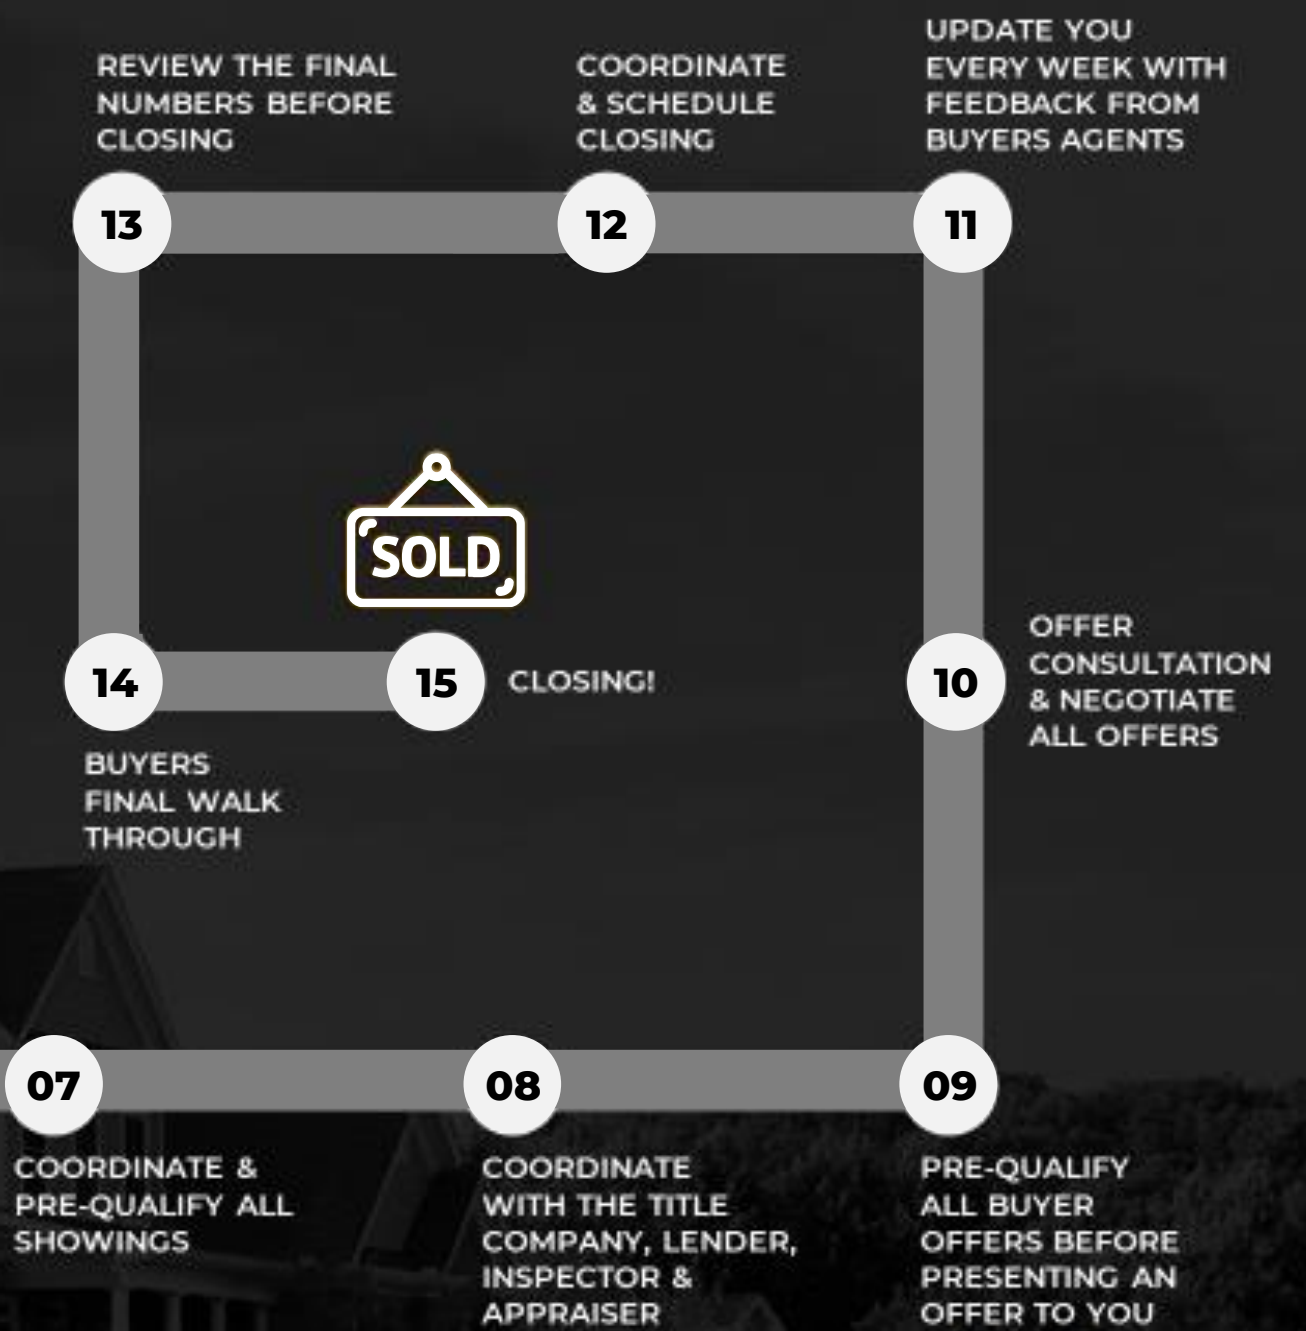 REVIEW THE FINAL
NUMBERS BEFORE
CLOSING
COORDINATE
& SCHEDULE
CLOSING
UPDATE YOU
EVERY WEEK WITH
FEEDBACK FROM
BUYERS AGENTS
13
12
11
SOLD
14
15
CLOSING!
10
OFFER
CONSULTATION
& NEGOTIATE
ALL OFFERS
BUYERS
FINAL WALK
THROUGH
07
08
09
COORDINATE &
PRE-QUALIFY ALL
SHOWINGS
COORDINATE
WITH THE TITLE
COMPANY, LENDER,
INSPECTOR &
APPRAISER
PRE-QUALIFY
ALL BUYER
OFFERS BEFORE
PRESENTING AN
OFFER TO YOU